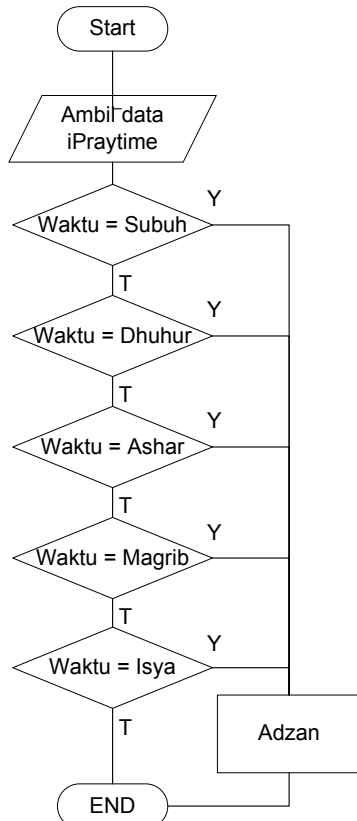 Start
Ambil data
iPraytime
Waktu = Subuh
Y
T
Waktu = Dhuhur
Y
T
Waktu = Ashar
Y
T
Waktu = Magrib
Y
T
Waktu = Isya
Y
T
Adzan
END